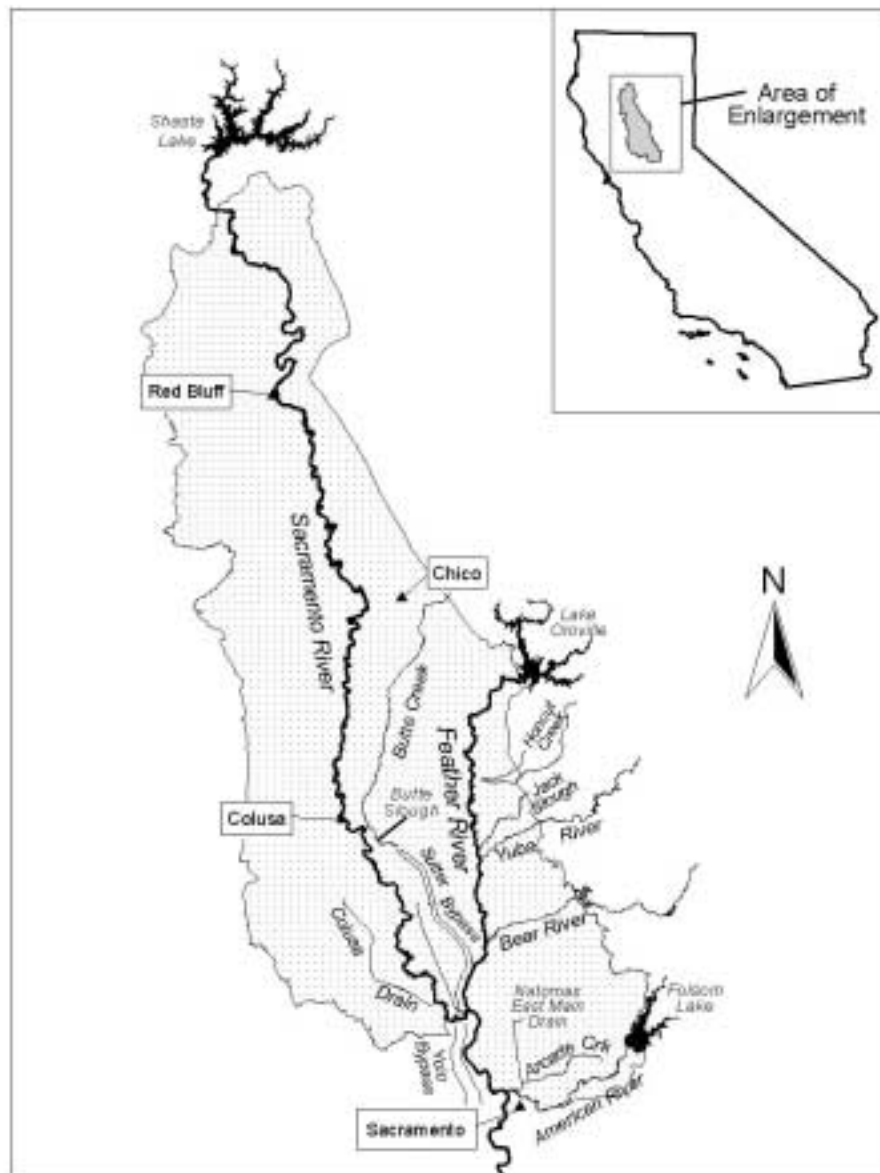 Area of
Enlargement
Shasta
Lake
Red Bluff
Sacramento River
Chico
N
Lake
Oroville
Butte Creek
Feather River
Honcut
Creek
Jack
Slough
Butte
Slough
Colusa
Yuba River
Sutter Bypass
Bear River
Colusa
Drain
Natomas
East Main
Drain
Folsom
Lake
Arcade Crk
Yolo
Bypass
American River
Sacramento